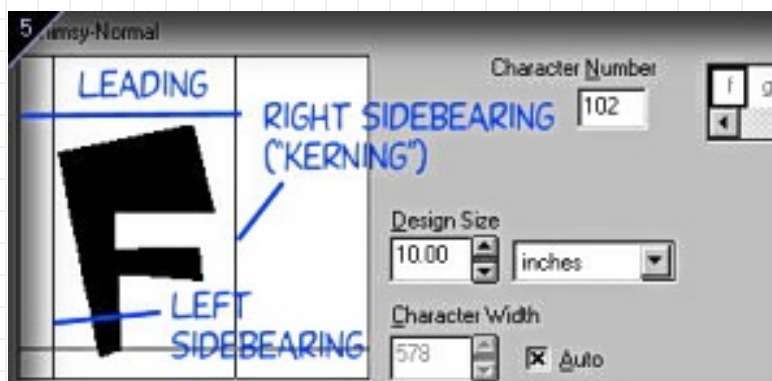 5
imsy-Normal
LEADING
RIGHT SIDEBEARING
("KERNING")
F
LEFT
SIDEBEARING
Character Number
102
f g
Design Size
10.00 inches
Character Width
578 Auto